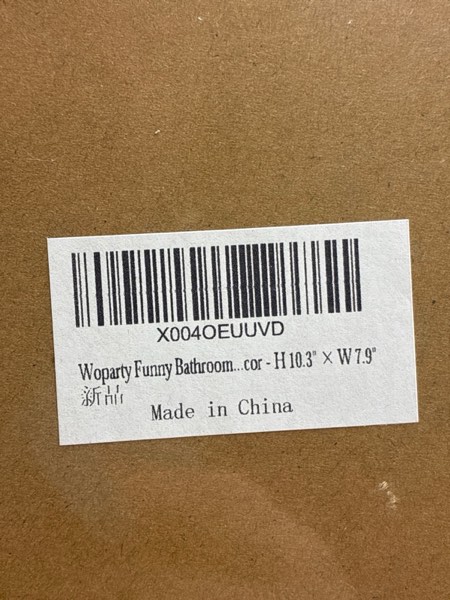 X004OEUUVD
Woparty Funny Bathroom...cor - H 10.3" × W 7.9"
新品
Made in China